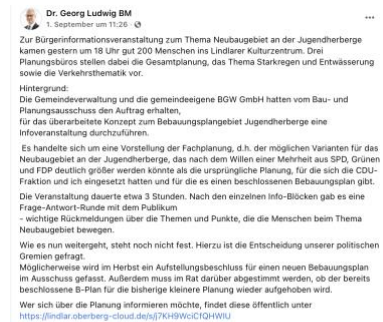 Dr. Georg Ludwig BM
1. September um 11:26 ·
Zur Bürgerinformationsveranstaltung zum Thema Neubaugebiet an der Jugendherberge
kamen gestern um 18 Uhr gut 200 Menschen ins Lindlarer Kulturzentrum. Drei
Planungsbüros stellen dabei die Gesamtplanung, das Thema Starkregen und Entwässerung
sowie die Verkehrsthematik vor.
Hintergrund:
Die Gemeindeverwaltung und die gemeindeeigene BGW GmbH hatten vom Bau- und
Planungsausschuss den Auftrag erhalten,
für das überarbeitete Konzept zum Bebauungsplangebiet Jugendherberge eine
Infoveranstaltung durchzuführen.
Es handelte sich um eine Vorstellung der Fachplanung, d.h. der möglichen Varianten für das
Neubaugebiet an der Jugendherberge, das nach dem Willen einer Mehrheit aus SPD, Grünen
und FDP deutlich größer werden könnte als die ursprüngliche Planung, für die sich die CDU-
Fraktion und ich eingesetzt hatten und für die es einen beschlossenen Bebauungsplan gibt.
Die Veranstaltung dauerte etwa 3 Stunden. Nach den einzelnen Info-Blöcken gab es eine
Frage-Antwort-Runde mit dem Publikum
- wichtige Rückmeldungen über die Themen und Punkte, die die Menschen beim Thema
Neubaugebiet bewegen.
Wie es nun weitergeht, steht noch nicht fest. Hierzu ist die Entscheidung unserer politischen
Gremien gefragt.
Möglicherweise wird im Herbst ein Aufstellungsbeschluss für einen neuen Bebauungsplan
im Ausschuss gefasst. Außerdem muss im Rat darüber abgestimmt werden, ob der bereits
beschlossene B-Plan für die bisherige kleinere Planung wieder aufgehoben wird.
Wer sich über die Planung informieren möchte, findet diese öffentlich unter
https://lindlar.oberberg-cloud.de/s/j7KH9WciCfQHWiU